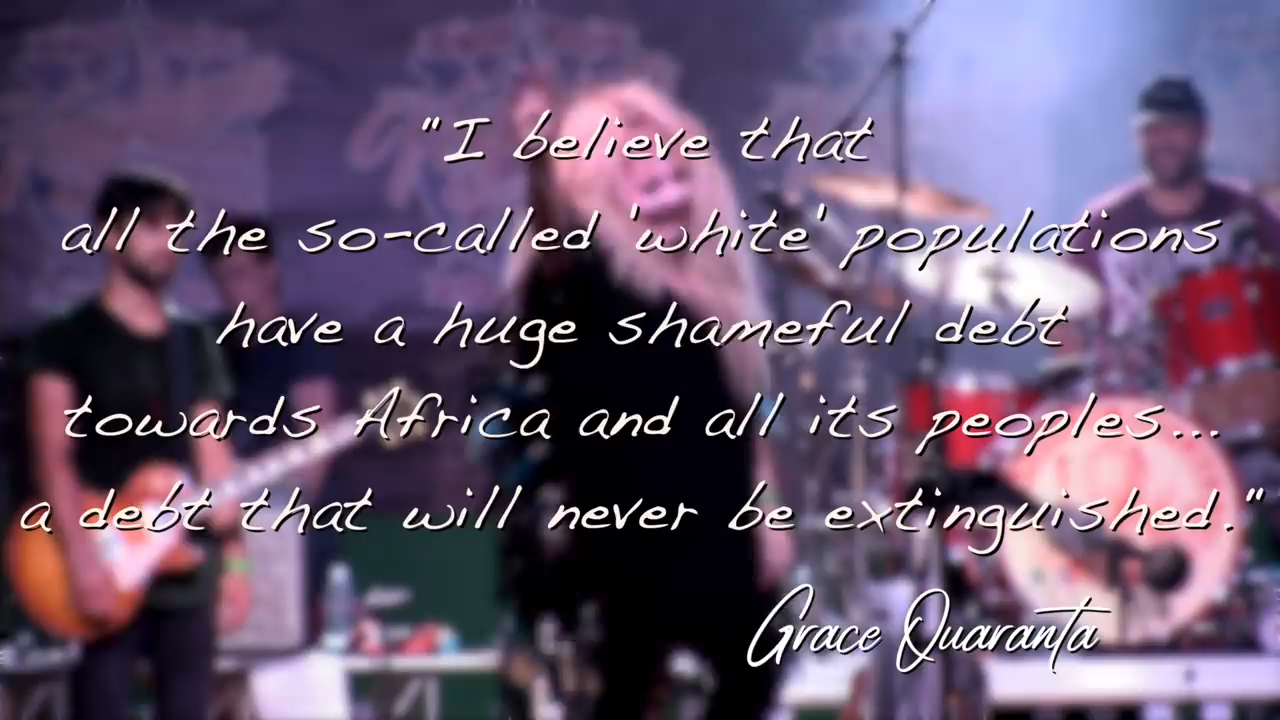 "I believe that
all the so-called 'white' populations
have a huge shameful debt
towards Africa and all its peoples...
a debt that will never be extinguished."
Grace Quaranta